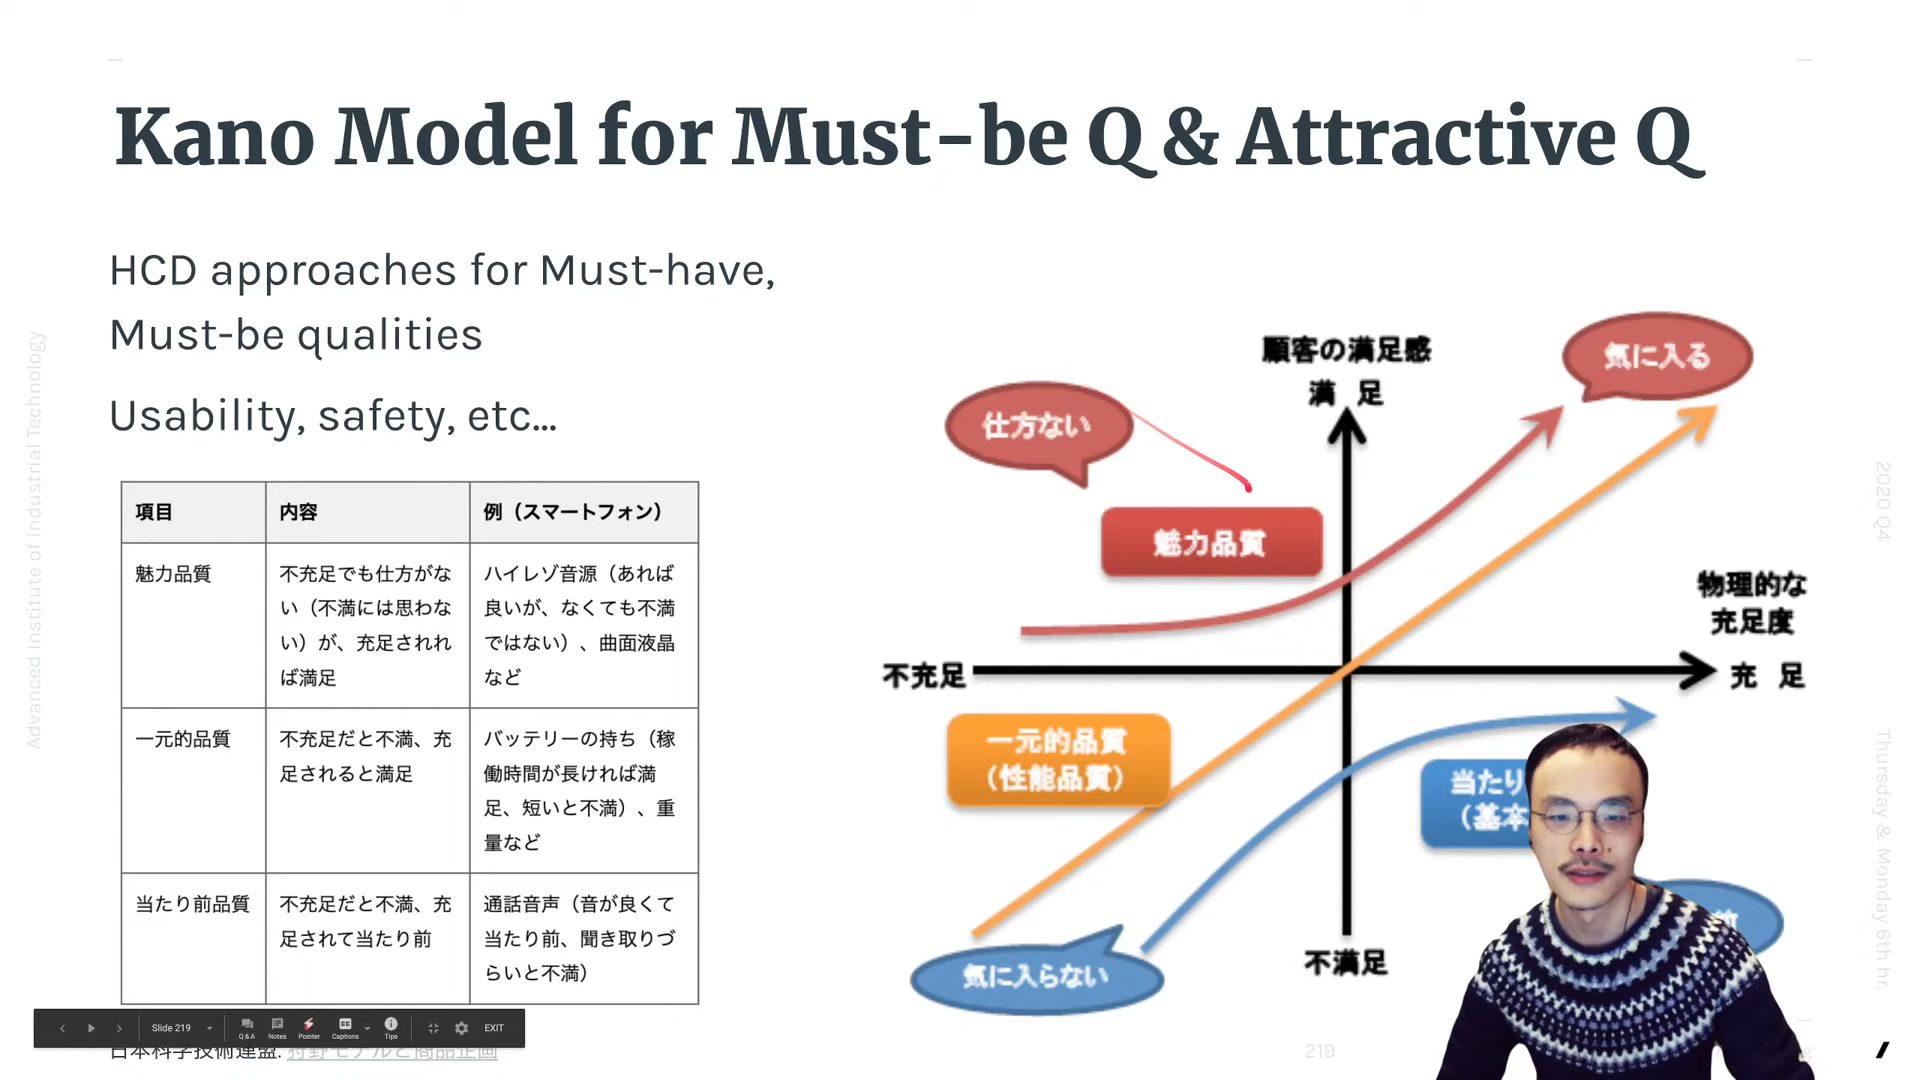 Kano Model for Must-be Q & Attractive Q
HCD approaches for Must-have,
Must-be qualities
Usability, safety, etc...
項目
内容
例（スマートフォン）
魅力品質
不充足でも仕方がな
い（不満には思わな
い）が、充足されれ
ば満足
ハイレゾ音源（あれば
良いが、なくても不満
ではない）、曲面液晶
など
一元的品質
不充足だと不満、充
足されると満足
バッテリーの持ち（稼
働時間が長ければ満
足、短いと不満）、重
量など
当たり前品質
不充足だと不満、充
足されて当たり前
通話音声（音が良くて
当たり前、聞き取りづ
らいと不満）
顧客の満足感
満 足
気に入る
仕方ない
魅力品質
物理的な
充足度
不充足
充 足
一元的品質
（性能品質）
当たり
（基本
気に入らない
不満足
Advanced Institute of Industrial Technology
2020 Q4
Thursday & Monday 6th hr.
Slide 219
Q&A
Notes
Pointer
Captions
Tips
EXIT
日本科学技術連盟. 狩野モデルと商品企画
219